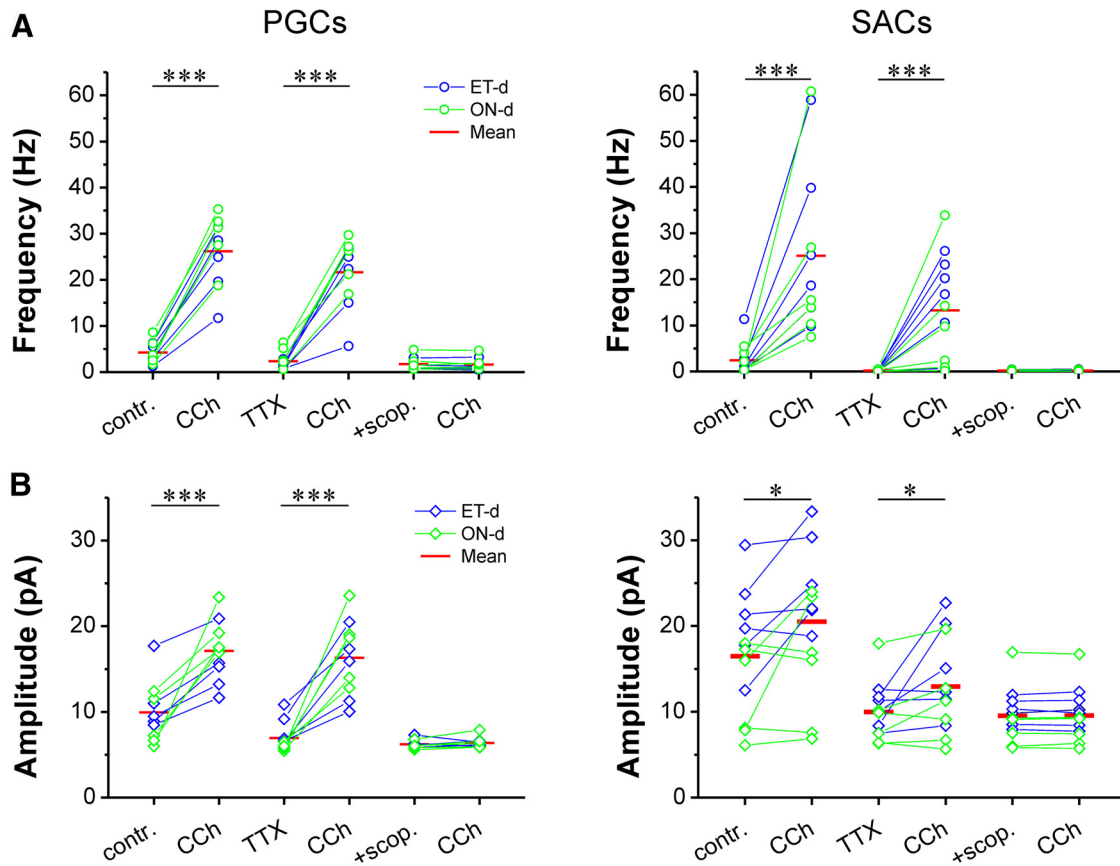 A
PGCs
SACs
***
***
ET-d
ON-d
Mean
Frequency (Hz)
60
50
40
30
20
10
0
contr.
CCh
TTX
CCh
+scop.
CCh
***
***
Frequency (Hz)
60
50
40
30
20
10
0
contr.
CCh
TTX
CCh
+scop.
CCh
B
***
***
ET-d
ON-d
Mean
Amplitude (pA)
30
20
10
0
contr.
CCh
TTX
CCh
+scop.
CCh
*
*
Amplitude (pA)
30
20
10
0
contr.
CCh
TTX
CCh
+scop.
CCh